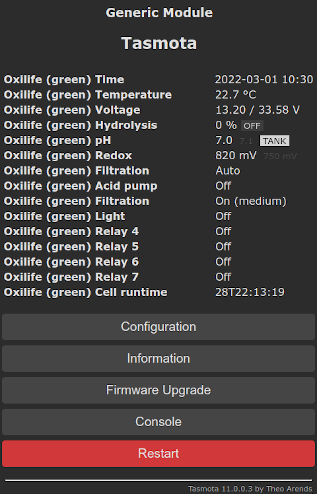 Generic Module
Tasmota
Oxilife (green) Time 2022-03-01 10:30
Oxilife (green) Temperature 22.7 °C
Oxilife (green) Voltage 13.20 / 33.58 V
Oxilife (green) Hydrolysis 0 % OFF
Oxilife (green) pH 7.0 7.1 TANK
Oxilife (green) Redox 820 mV 750 mV
Oxilife (green) Filtration Auto
Oxilife (green) Acid pump Off
Oxilife (green) Filtration On (medium)
Oxilife (green) Light Off
Oxilife (green) Relay 4 Off
Oxilife (green) Relay 5 Off
Oxilife (green) Relay 6 Off
Oxilife (green) Relay 7 Off
Oxilife (green) Cell runtime 28T22:13:19
Configuration
Information
Firmware Upgrade
Console
Restart
Tasmota 11.0.0.3 by Theo Arends